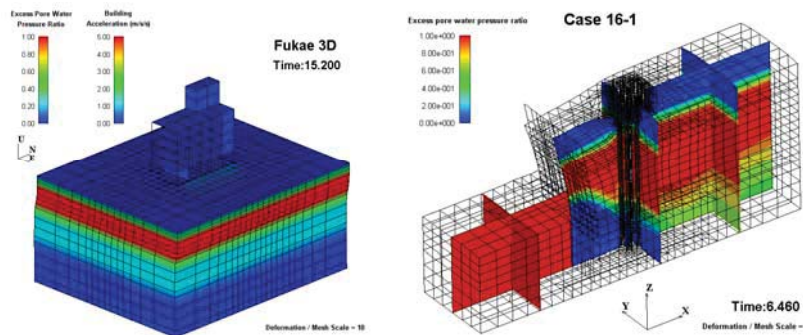 Excess Pore Water
Pressure Ratio
Building
Acceleration (m/s/s)
1.00
0.80
0.60
0.40
0.20
0.00
5.00
4.00
3.00
2.00
1.00
0.00
Fukae 3D
Time:15.200
U
N
E
Deformation / Mesh Scale = 10
Excess pore water pressure ratio
Case 16-1
1.00e+000
8.00e-001
6.00e-001
4.00e-001
2.00e-001
0.00e+000
Z
Y
X
Time:6.460
Deformation / Mesh Scale =